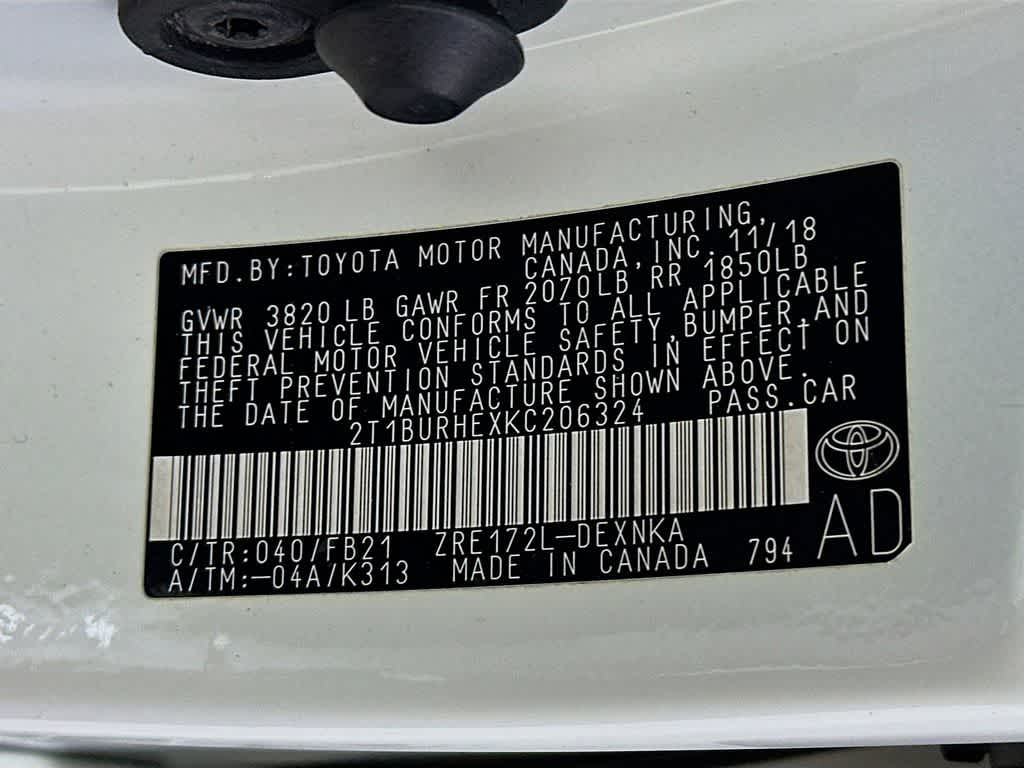 MFD.BY:TOYOTA MOTOR MANUFACTURING,
CANADA,INC. 11/18
GVWR 3820 LB GAWR FR 2070LB RR 1850LB
THIS VEHICLE CONFORMS TO ALL APPLICABLE
FEDERAL MOTOR VEHICLE SAFETY,BUMPER,AND
THEFT PREVENTION STANDARDS IN EFFECT ON
THE DATE OF MANUFACTURE SHOWN ABOVE.
2T1BURHEXKC206324 PASS.CAR
C/TR:040/FB21 ZRE172L-DEXNKA
A/TM:-04A/K313 MADE IN CANADA 794 AD